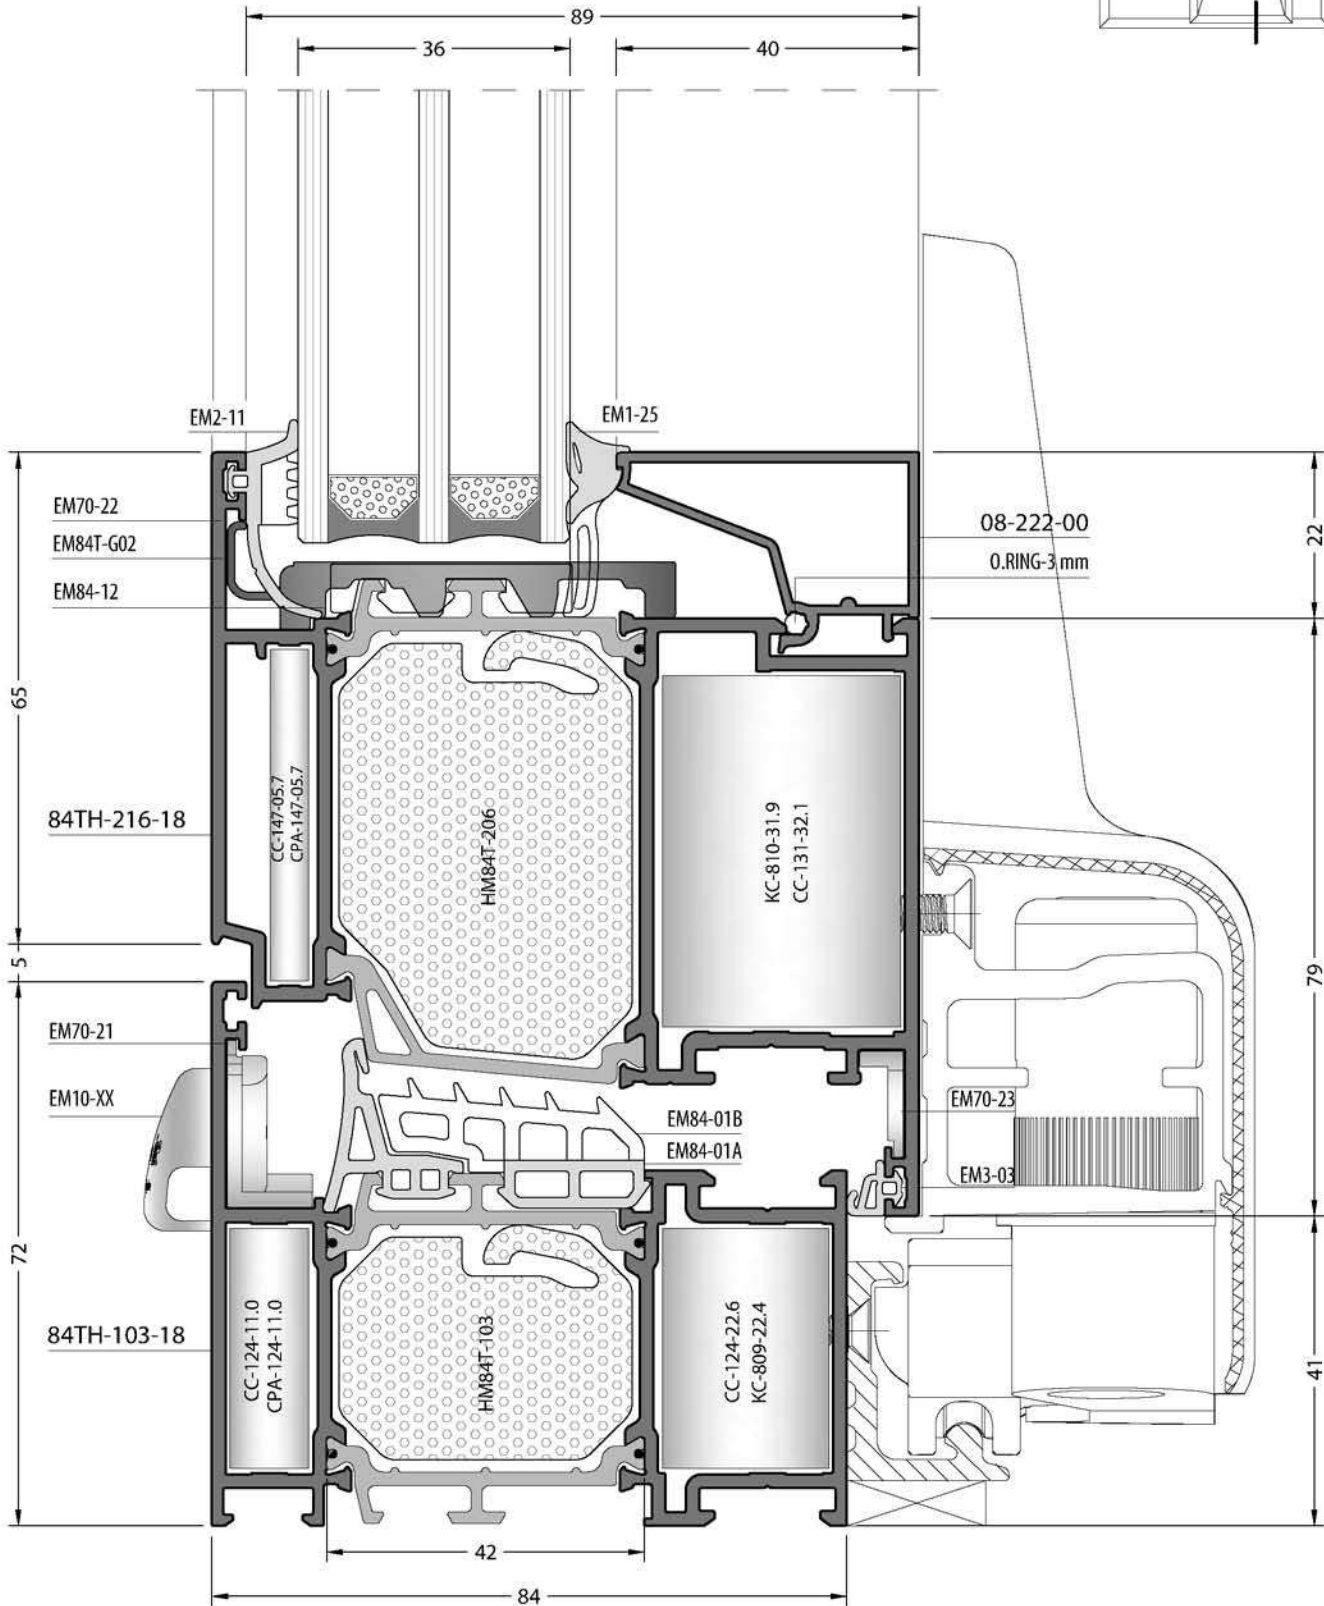 89
36
40
EM2-11
EM1-25
EM70-22
EM84T-G02
EM84-12
08-222-00
O.RING-3 mm
22
65
84TH-216-18
CC-147-05.7
CPA-147-05.7
HM84T-206
KC-810-31.9
CC-131-32.1
5
79
EM70-21
EM10-XX
EM84-01B
EM84-01A
EM70-23
EM3-03
72
84TH-103-18
CC-124-11.0
CPA-124-11.0
HM84T-103
CC-124-22.6
KC-809-22.4
41
42
84